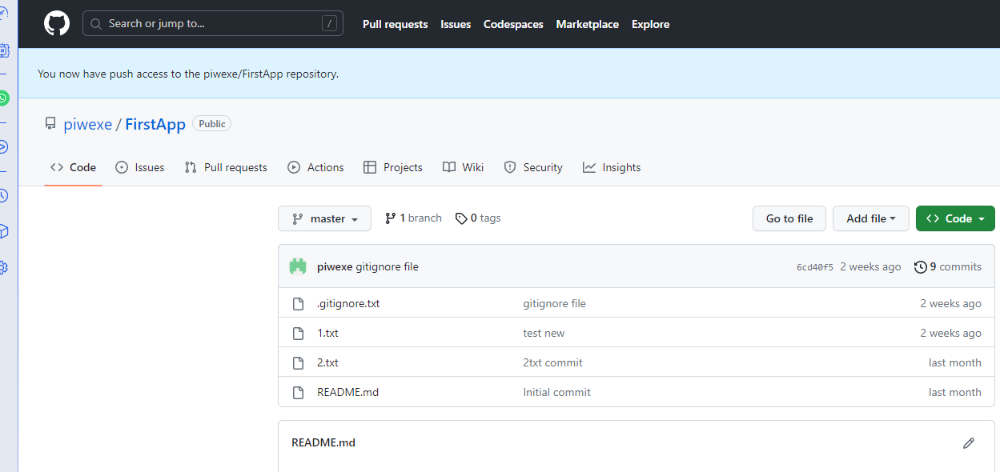 Search or jump to... / Pull requests Issues Codespaces Marketplace Explore
You now have push access to the piwexe/FirstApp repository.
piwexe / FirstApp Public
Code Issues Pull requests Actions Projects Wiki Security Insights
master 1 branch 0 tags Go to file Add file Code
piwexe gitignore file 6cd40f5 2 weeks ago 9 commits
.gitignore.txt gitignore file 2 weeks ago
1.txt test new 2 weeks ago
2.txt 2txt commit last month
README.md Initial commit last month
README.md